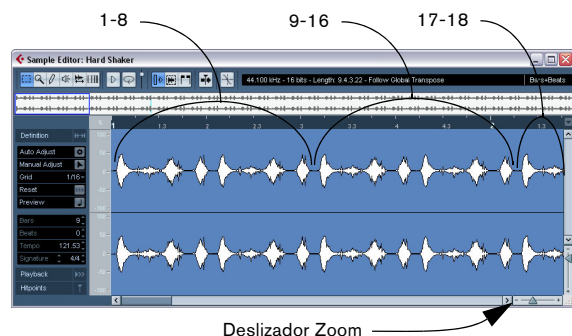 1-8 9-16 17-18
Sample Editor: Hard Shaker
44.100 kHz - 16 bits - Length: 9.4.3.22 - Follow Global Transpose Bars+Beats
1 1.3 2 2.3 3 3.3 4 4.3 2 1.3
Definition
Auto Adjust
Manual Adjust
Grid 1/16
Reset
Preview
Bars 9
Beats 0
Tempo 121.53
Signature 4/4
Playback
Hitpoints
Deslizador Zoom